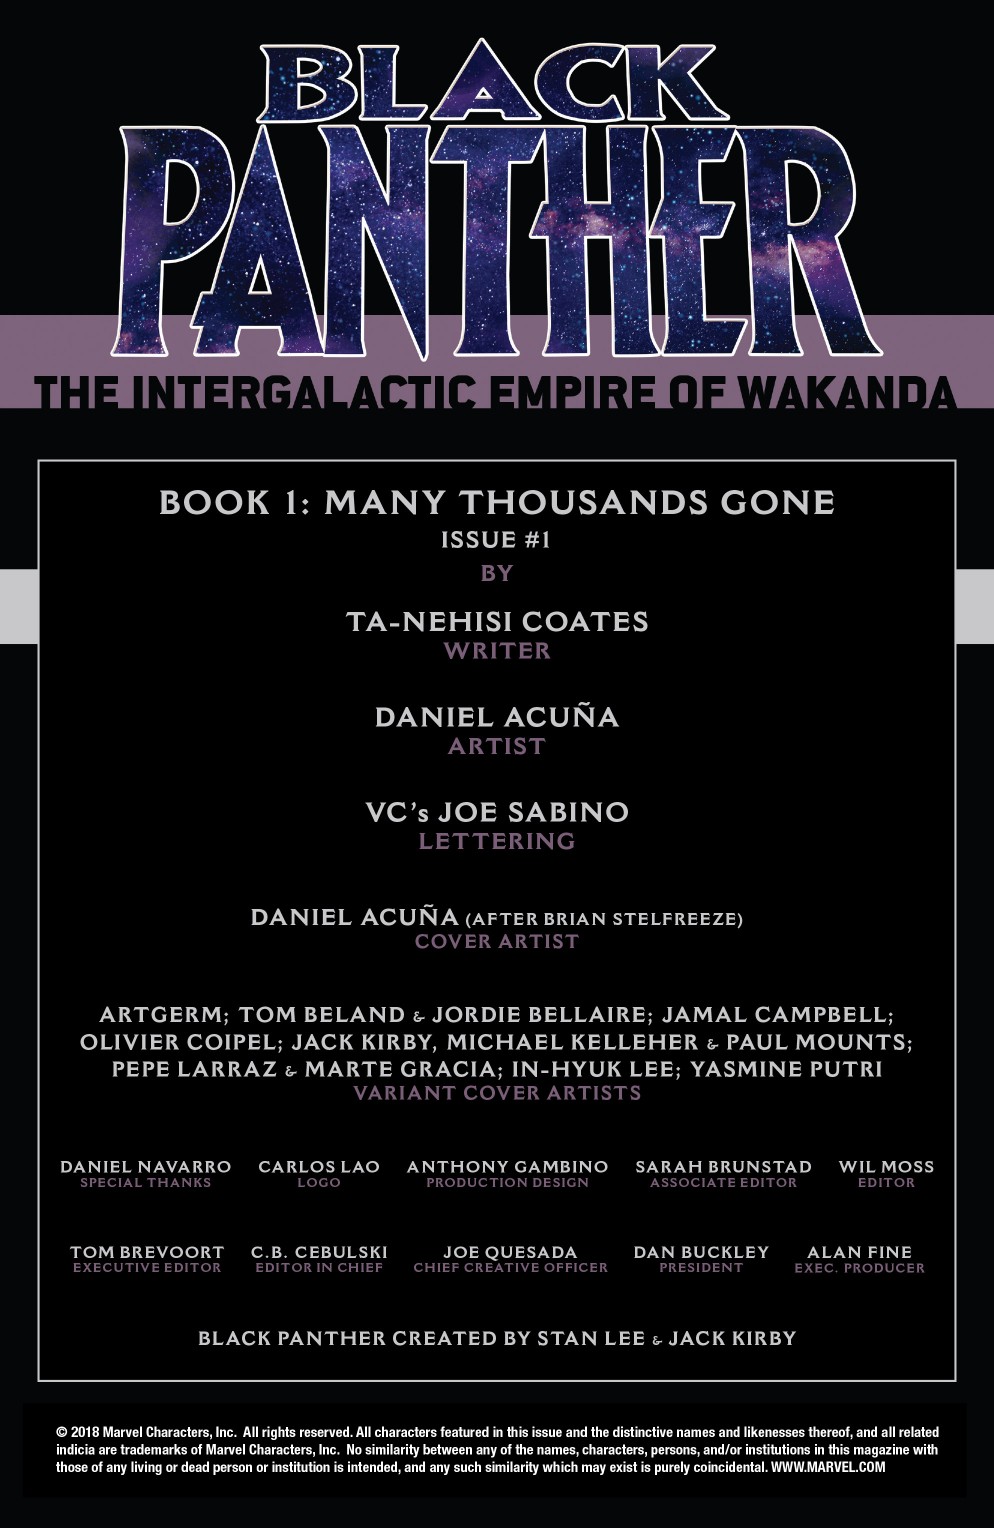 BLACK
PANTHER
THE INTERGALACTIC EMPIRE OF WAKANDA
BOOK 1: MANY THOUSANDS GONE
ISSUE #1
BY
TA-NEHISI COATES
WRITER
DANIEL ACUÑA
ARTIST
VC's JOE SABINO
LETTERING
DANIEL ACUÑA (AFTER BRIAN STELFREEZE)
COVER ARTIST
ARTGERM; TOM BELAND & JORDIE BELLAIRE; JAMAL CAMPBELL;
OLIVIER COIPEL; JACK KIRBY, MICHAEL KELLEHER & PAUL MOUNTS;
PEPE LARRAZ & MARTE GRACIA; IN-HYUK LEE; YASMINE PUTRI
VARIANT COVER ARTISTS
DANIEL NAVARRO CARLOS LAO ANTHONY GAMBINO SARAH BRUNSTAD WIL MOSS
SPECIAL THANKS LOGO PRODUCTION DESIGN ASSOCIATE EDITOR EDITOR
TOM BREVOORT C.B. CEBULSKI JOE QUESADA DAN BUCKLEY ALAN FINE
EXECUTIVE EDITOR EDITOR IN CHIEF CHIEF CREATIVE OFFICER PRESIDENT EXEC. PRODUCER
BLACK PANTHER CREATED BY STAN LEE & JACK KIRBY
© 2018 Marvel Characters, Inc. All rights reserved. All characters featured in this issue and the distinctive names and likenesses thereof, and all related
indicia are trademarks of Marvel Characters, Inc. No similarity between any of the names, characters, persons, and/or institutions in this magazine with
those of any living or dead person or institution is intended, and any such similarity which may exist is purely coincidental. WWW.MARVEL.COM